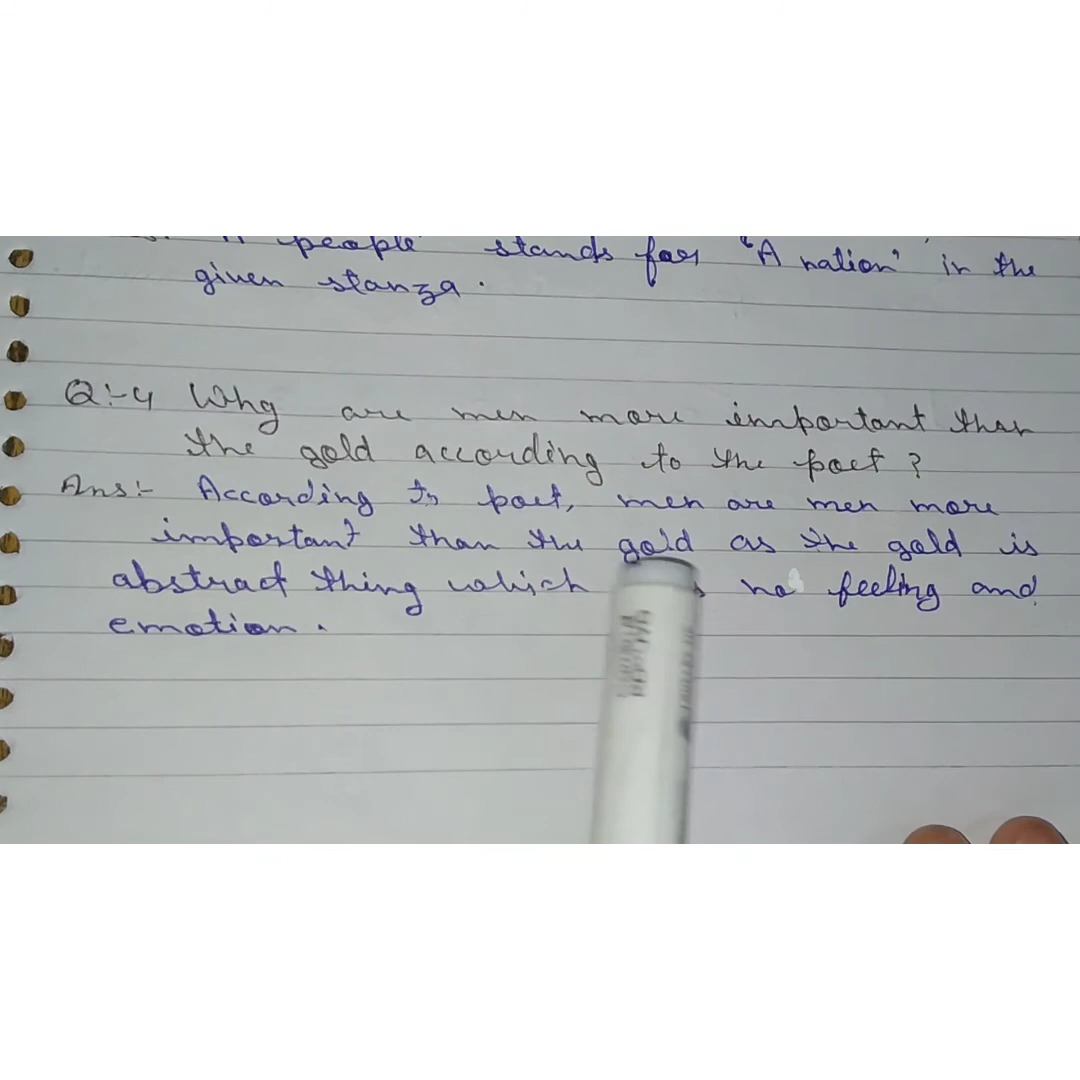 people" stands for "A nation" in the
given stanza.
Q:-4 Why are men more important than
the gold according to the poet ?
Ans:- According to poet, men are men more
important than the gold as the gold is
abstract thing which no feeling and
emotion.